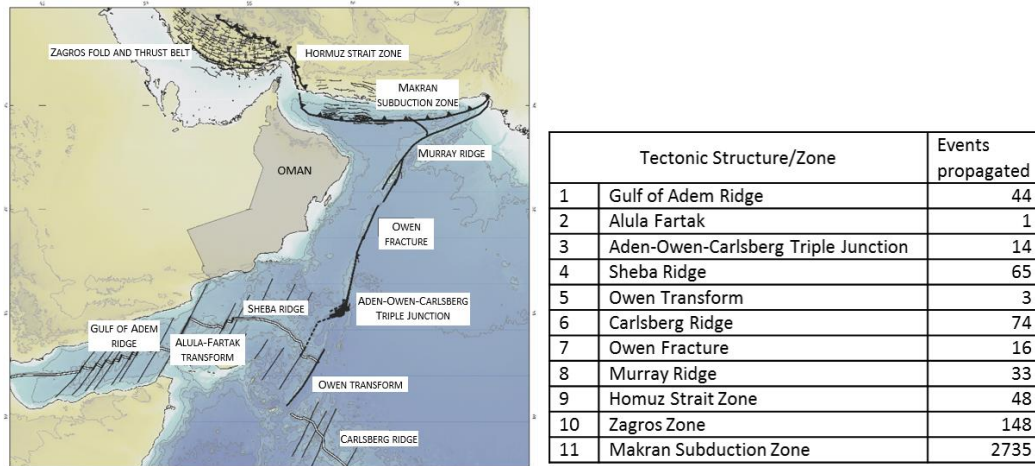 ZAGROS FOLD AND THRUST BELT
HORMUZ STRAIT ZONE
MAKRAN
SUBDUCTION ZONE
MURRAY RIDGE
OMAN
OWEN
FRACTURE
SHEBA RIDGE
ADEN-OWEN-CARLSBERG
TRIPLE JUNCTION
GULF OF ADEM
RIDGE
ALULA-FARTAK
TRANSFORM
OWEN TRANSFORM
CARLSBERG RIDGE
Tectonic Structure/Zone Events
propagated
1 Gulf of Adem Ridge 44
2 Alula Fartak 1
3 Aden-Owen-Carlsberg Triple Junction 14
4 Sheba Ridge 65
5 Owen Transform 3
6 Carlsberg Ridge 74
7 Owen Fracture 16
8 Murray Ridge 33
9 Homuz Strait Zone 48
10 Zagros Zone 148
11 Makran Subduction Zone 2735